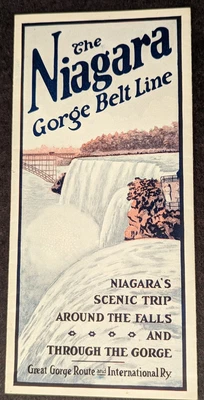 The
Niagara
Gorge Belt Line
NIAGARA'S
SCENIC TRIP
AROUND THE FALLS
AND
THROUGH THE GORGE
Great Gorge Route and International Ry.